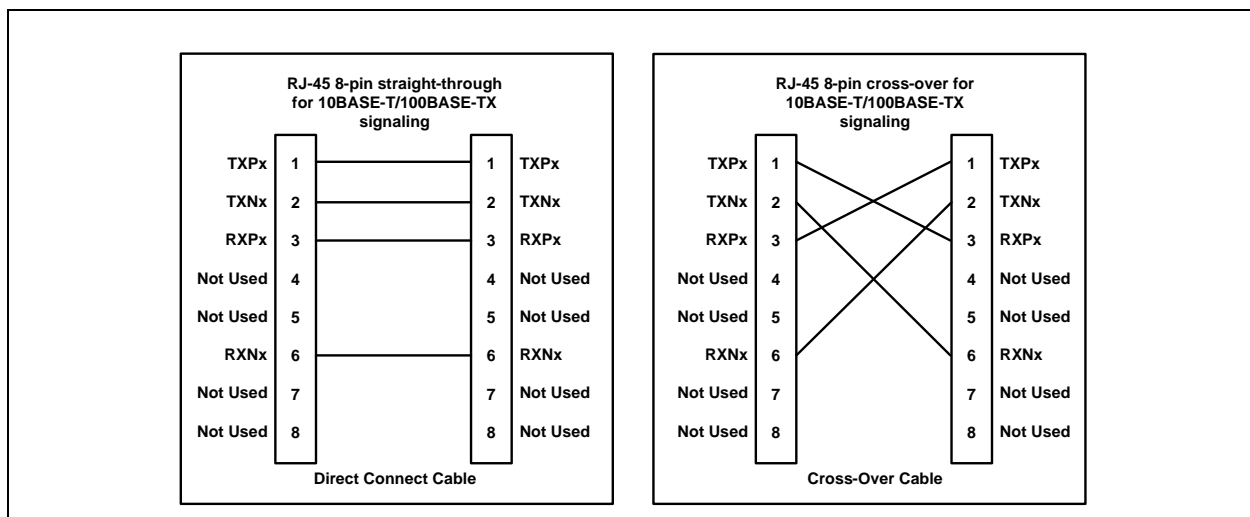 RJ-45 8-pin straight-through
for 10BASE-T/100BASE-TX
signaling
TXPx 1 1 TXPx
TXNx 2 2 TXNx
RXPx 3 3 RXPx
Not Used 4 4 Not Used
Not Used 5 5 Not Used
RXNx 6 6 RXNx
Not Used 7 7 Not Used
Not Used 8 8 Not Used
Direct Connect Cable
RJ-45 8-pin cross-over for
10BASE-T/100BASE-TX
signaling
TXPx 1 1 TXPx
TXNx 2 2 TXNx
RXPx 3 3 RXPx
Not Used 4 4 Not Used
Not Used 5 5 Not Used
RXNx 6 6 RXNx
Not Used 7 7 Not Used
Not Used 8 8 Not Used
Cross-Over Cable